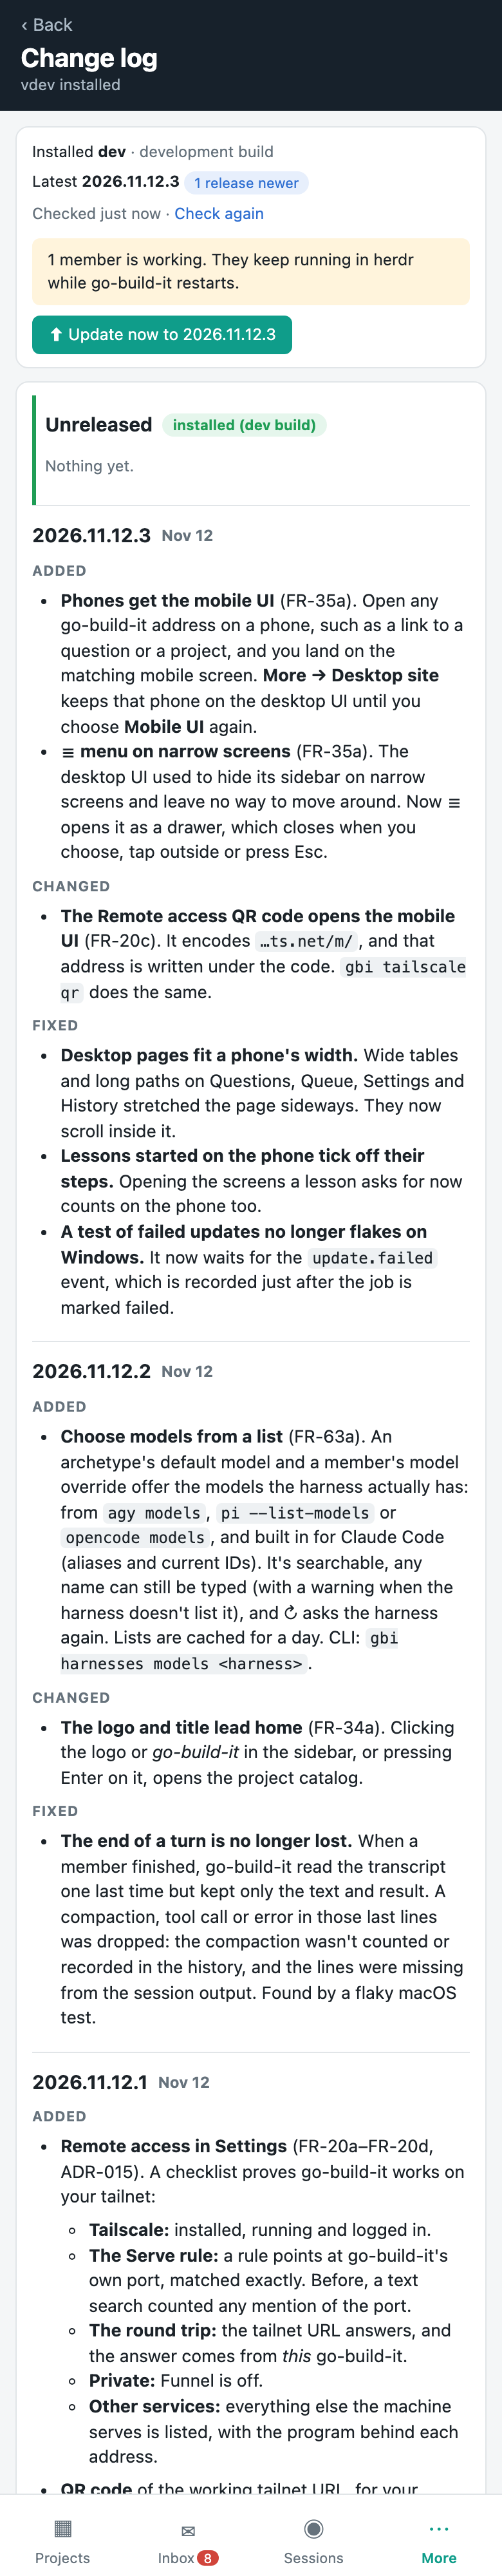 ‹ Back
Change log
vdev installed
Installed dev · development build
Latest 2026.11.12.3 1 release newer
Checked just now · Check again
1 member is working. They keep running in herdr
while go-build-it restarts.
⬆ Update now to 2026.11.12.3
Unreleased installed (dev build)
Nothing yet.
2026.11.12.3 Nov 12
ADDED
• Phones get the mobile UI (FR-35a). Open any
go-build-it address on a phone, such as a link to a
question or a project, and you land on the
matching mobile screen. More → Desktop site
keeps that phone on the desktop UI until you
choose Mobile UI again.
• ≡ menu on narrow screens (FR-35a). The
desktop UI used to hide its sidebar on narrow
screens and leave no way to move around. Now ≡
opens it as a drawer, which closes when you
choose, tap outside or press Esc.
CHANGED
• The Remote access QR code opens the mobile
UI (FR-20c). It encodes …ts.net/m/, and that
address is written under the code. gbi tailscale
qr does the same.
FIXED
• Desktop pages fit a phone's width. Wide tables
and long paths on Questions, Queue, Settings and
History stretched the page sideways. They now
scroll inside it.
• Lessons started on the phone tick off their
steps. Opening the screens a lesson asks for now
counts on the phone too.
• A test of failed updates no longer flakes on
Windows. It now waits for the update.failed
event, which is recorded just after the job is
marked failed.
2026.11.12.2 Nov 12
ADDED
• Choose models from a list (FR-63a). An
archetype's default model and a member's model
override offer the models the harness actually has:
from agy models, pi --list-models or
opencode models, and built in for Claude Code
(aliases and current IDs). It's searchable, any
name can still be typed (with a warning when the
harness doesn't list it), and ↻ asks the harness
again. Lists are cached for a day. CLI: gbi
harnesses models <harness>.
CHANGED
• The logo and title lead home (FR-34a). Clicking
the logo or go-build-it in the sidebar, or pressing
Enter on it, opens the project catalog.
FIXED
• The end of a turn is no longer lost. When a
member finished, go-build-it read the transcript
one last time but kept only the text and result. A
compaction, tool call or error in those last lines
was dropped: the compaction wasn't counted or
recorded in the history, and the lines were missing
from the session output. Found by a flaky macOS
test.
2026.11.12.1 Nov 12
ADDED
• Remote access in Settings (FR-20a–FR-20d,
ADR-015). A checklist proves go-build-it works on
your tailnet:
◦ Tailscale: installed, running and logged in.
◦ The Serve rule: a rule points at go-build-it's
own port, matched exactly. Before, a text
search counted any mention of the port.
◦ The round trip: the tailnet URL answers, and
the answer comes from this go-build-it.
◦ Private: Funnel is off.
◦ Other services: everything else the machine
serves is listed, with the program behind each
address.
• QR code of the working tailnet URL, for your
Projects
Inbox 8
Sessions
More